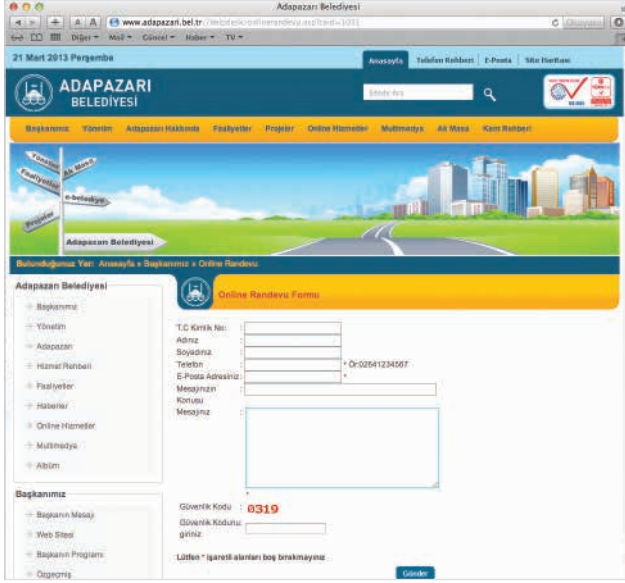 Adapazarı Belediyesi
www.adapazari.bel.tr
Diğer Mail Güncel Haber TV
21 Mart 2013 Perşembe
Anasayfa Telefon Rehberi E-Posta Site Haritası
ADAPAZARI
BELEDİYESİ
Başkanımız Yönetim Adapazarı Hakkında Faaliyetler Projeler Online Hizmetler Multimedya Ak Masa Kent Rehberi
Yönetim
Ak Masa
Faaliyetler
e-belediye
Projeler
Adapazarı Belediyesi
Bulunduğunuz Yer: Anasayfa » Başkanımız » Online Randevu
Adapazarı Belediyesi
Başkanımız
Yönetim
Adapazarı
Hizmet Rehberi
Faaliyetler
Haberler
Online Hizmetler
Multimedya
Albüm
Başkanımız
Başkanın Mesajı
Web Sitesi
Başkanın Programı
Özgeçmiş
Online Randevu Formu
T.C Kimlik No: :
Adınız :
Soyadınız :
Telefon : * Ör:02641234567
E-Posta Adresiniz: *
Mesajınızın :
Konusu
Mesajınız :
*
Güvenlik Kodu : 0319
Güvenlik Kodunu:
giriniz
Lütfen * işaretli alanları boş bırakmayınız
Gönder